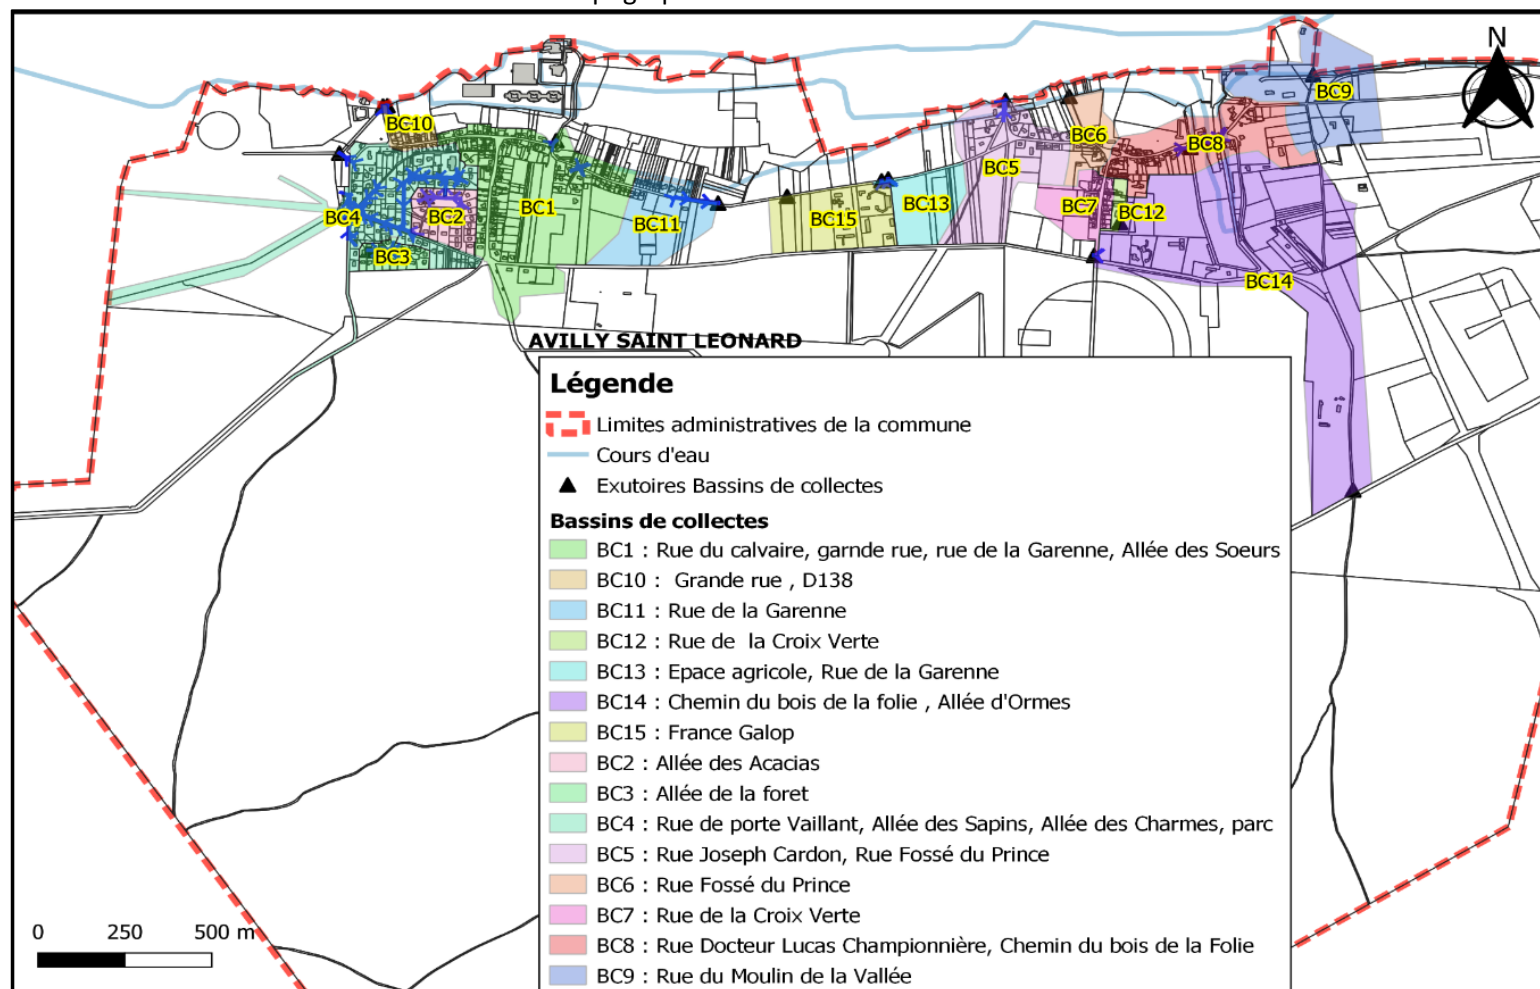 N
BC9
BC10
BC6
BC8
BC5
BC4
BC2
BC1
BC11
BC15
BC13
BC7
BC12
BC3
BC14
AVILLY SAINT LEONARD
Légende
Limites administratives de la commune
Cours d'eau
Exutoires Bassins de collectes
Bassins de collectes
BC1 : Rue du calvaire, garnde rue, rue de la Garenne, Allée des Soeurs
BC10 : Grande rue , D138
BC11 : Rue de la Garenne
BC12 : Rue de la Croix Verte
BC13 : Epace agricole, Rue de la Garenne
BC14 : Chemin du bois de la folie , Allée d'Ormes
BC15 : France Galop
BC2 : Allée des Acacias
BC3 : Allée de la foret
BC4 : Rue de porte Vaillant, Allée des Sapins, Allée des Charmes, parc
BC5 : Rue Joseph Cardon, Rue Fossé du Prince
BC6 : Rue Fossé du Prince
BC7 : Rue de la Croix Verte
BC8 : Rue Docteur Lucas Championnière, Chemin du bois de la Folie
BC9 : Rue du Moulin de la Vallée
0 250 500 m